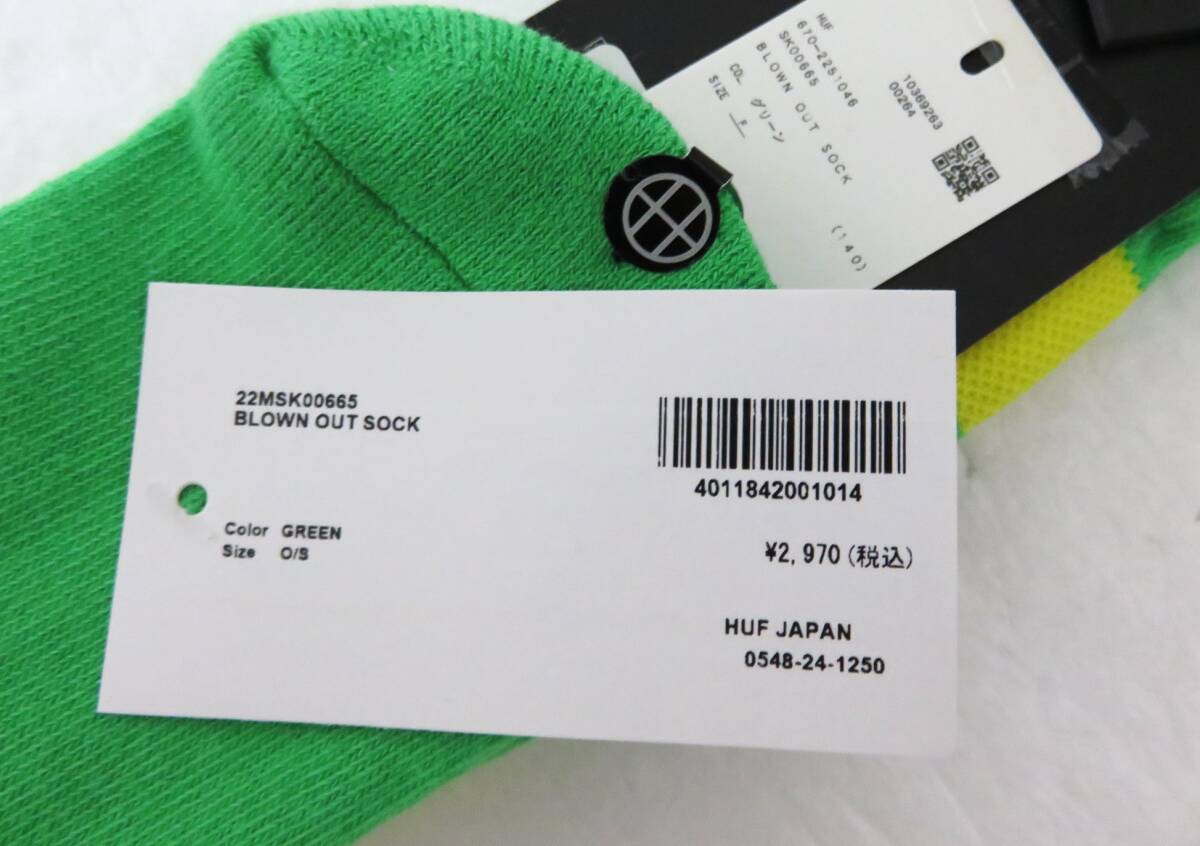 HUF
670-2251046
SK00665
BLOWN OUT SOCK (140)
COL グリーン
SIZE
10369263
00264
22MSK00665
BLOWN OUT SOCK
Color GREEN
Size O/S
4011842001014
¥2,970(税込)
HUF JAPAN
0548-24-1250